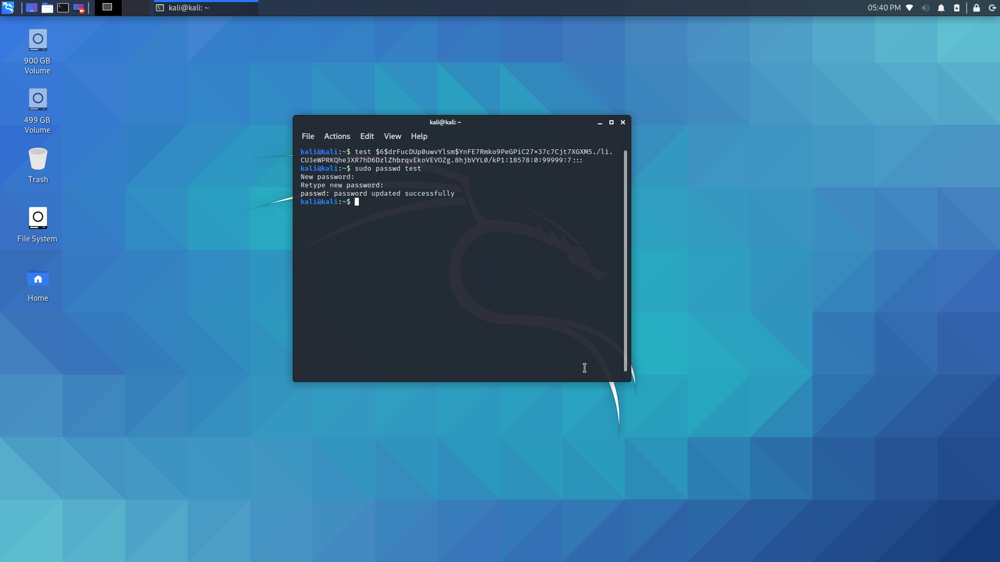 kali@kali: ~
05:40 PM
900 GB
Volume
499 GB
Volume
Trash
File System
Home
kali@kali: ~
File Actions Edit View Help
kali@kali:~$ test $6$drFucDUp0uwvYlsm$YnFE7Rmko9PeGPiC27×37c7Cjt7XGXM5./li.
CU3eWPRKQhe3XR7hD6DzlZhbrqvEkoVEVOZg.8hjbVYL0/kP1:18578:0:99999:7:::
kali@kali:~$ sudo passwd test
New password:
Retype new password:
passwd: password updated successfully
kali@kali:~$